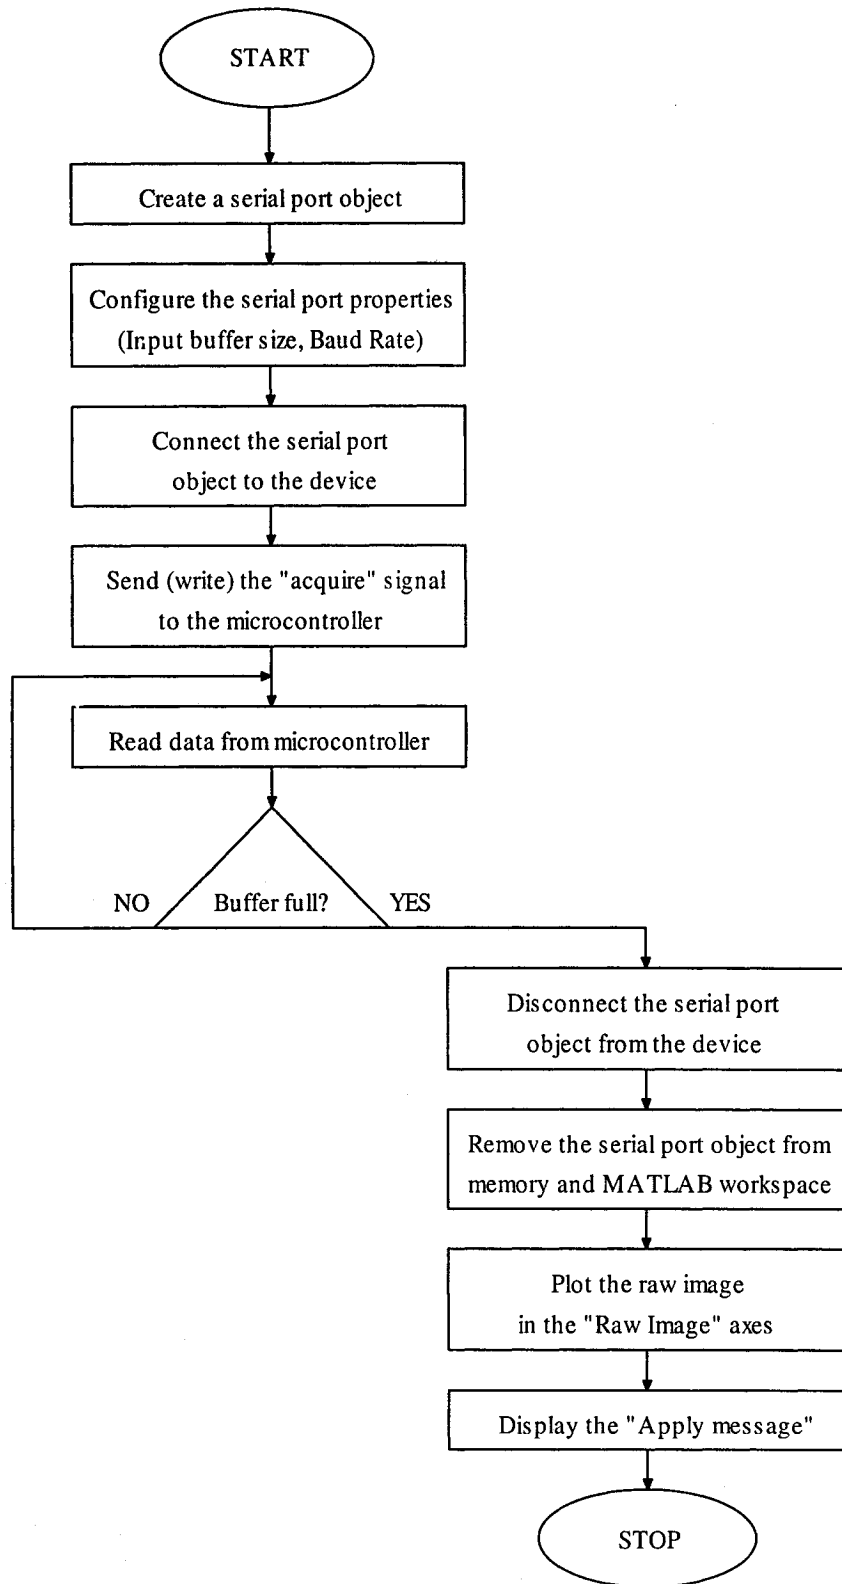 START
Create a serial port object
Configure the serial port properties
(Input buffer size, Baud Rate)
Connect the serial port
object to the device
Send (write) the "acquire" signal
to the microcontroller
Read data from microcontroller
NO
Buffer full?
YES
Disconnect the serial port
object from the device
Remove the serial port object from
memory and MATLAB workspace
Plot the raw image
in the "Raw Image" axes
Display the "Apply message"
STOP